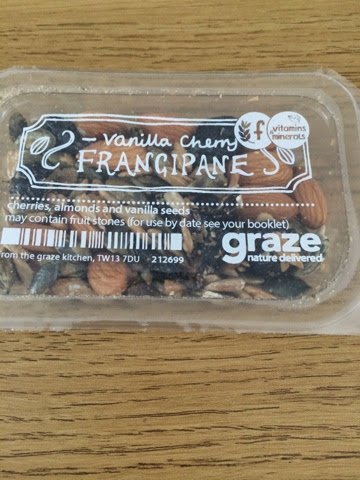 vanilla cherry
FRANGIPANE
f
vitamins
minerals
cherries, almonds and vanilla seeds
may contain fruit stones (for use by date see your booklet)
graze
nature delivered
from the graze kitchen, TW13 7DU 212699